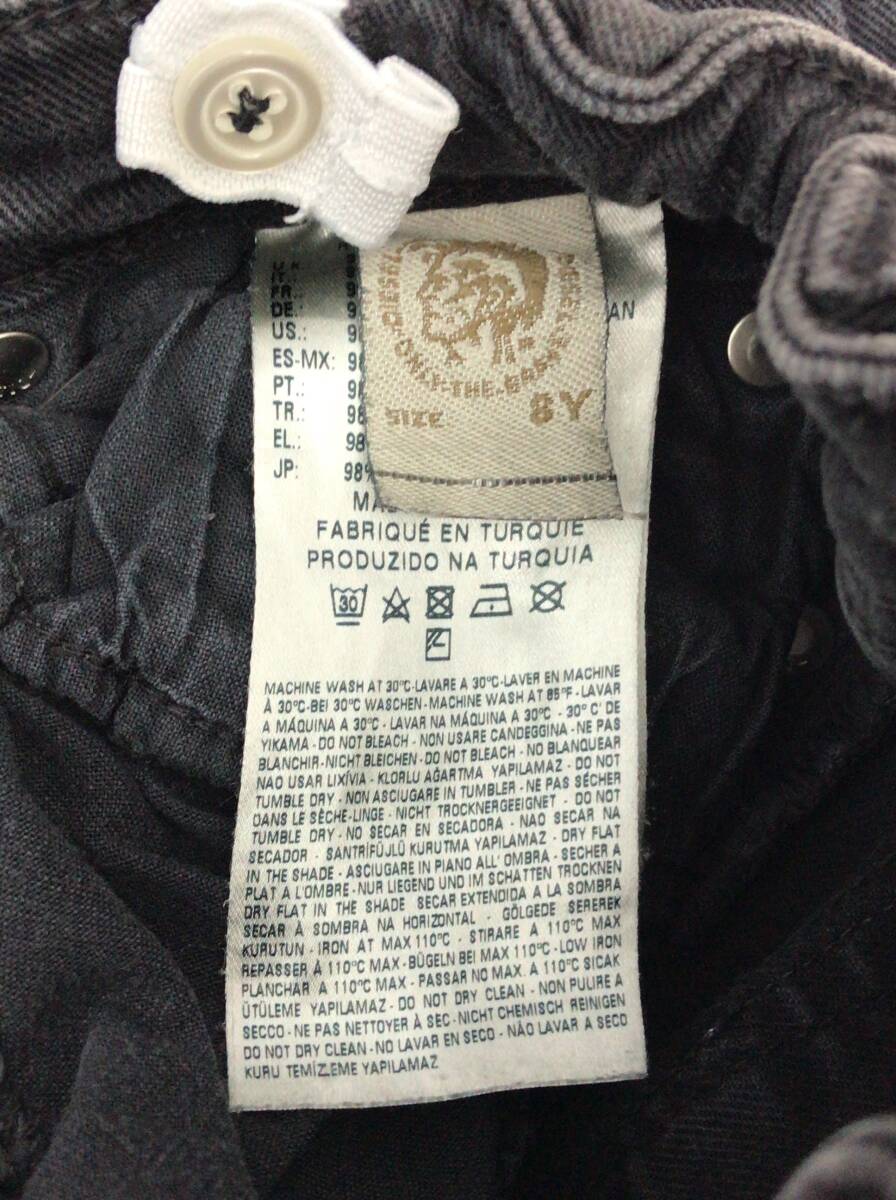 DIESEL
ONLY-THE-BRAVE
SIZE 8Y
FR.:
DE.:
US.:
ES-MX:
PT.:
TR.: 98
EL.: 98
JP: 98%
AN
FABRIQUÉ EN TURQUIE
PRODUZIDO NA TURQUIA
30
MACHINE WASH AT 30°C-LAVARE A 30°C-LAVER EN MACHINE
À 30°C-BEI 30°C WASCHEN-MACHINE WASH AT 85°F - LAVAR
A MÁQUINA A 30°C - LAVAR NA MÁQUINA A 30°C - 30° C' DE
YIKAMA - DO NOT BLEACH - NON USARE CANDEGGINA - NE PAS
BLANCHIR-NICHT BLEICHEN-DO NOT BLEACH - NO BLANQUEAR
NAO USAR LIXÍVIA - KLORLU AĞARTMA YAPILAMAZ - DO NOT
TUMBLE DRY - NON ASCIUGARE IN TUMBLER - NE PAS SÉCHER
DANS LE SÈCHE-LINGE - NICHT TROCKNERGEEIGNET - DO NOT
TUMBLE DRY - NO SECAR EN SECADORA - NAO SECAR NA
SECADOR - SANTRİFÜJLÜ KURUTMA YAPILAMAZ - DRY FLAT
IN THE SHADE - ASCIUGARE IN PIANO ALL' OMBRA - SECHER A
PLAT A L'OMBRE - NUR LIEGEND UND IM SCHATTEN TROCKNEN
DRY FLAT IN THE SHADE SECAR EXTENDIDA A LA SOMBRA
SECAR À SOMBRA NA HORIZONTAL - GÖLGEDE SEREREK
KURUTUN - IRON AT MAX 110°C - STIRARE A 110°C MAX
REPASSER À 110°C MAX - BÜGELN BEI MAX 110°C - LOW IRON
PLANCHAR A 110°C MAX - PASSAR NO MAX. A 110°C SICAK
ÜTÜLEME YAPILAMAZ - DO NOT DRY CLEAN - NON PULIRE A
SECCO - NE PAS NETTOYER À SEC - NICHT CHEMISCH REINIGEN
DO NOT DRY CLEAN - NO LAVAR EN SECO - NÃO LAVAR A SECO
KURU TEMİZLEME YAPILAMAZ